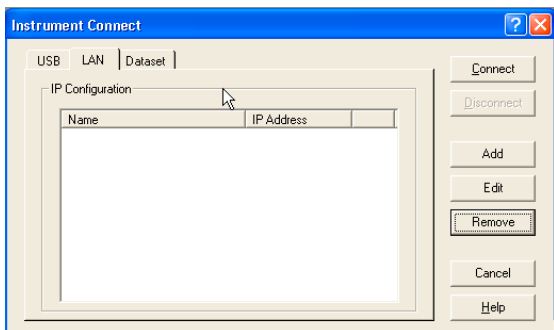 Instrument Connect
USB LAN Dataset
IP Configuration
Name IP Address
Connect
Disconnect
Add
Edit
Remove
Cancel
Help